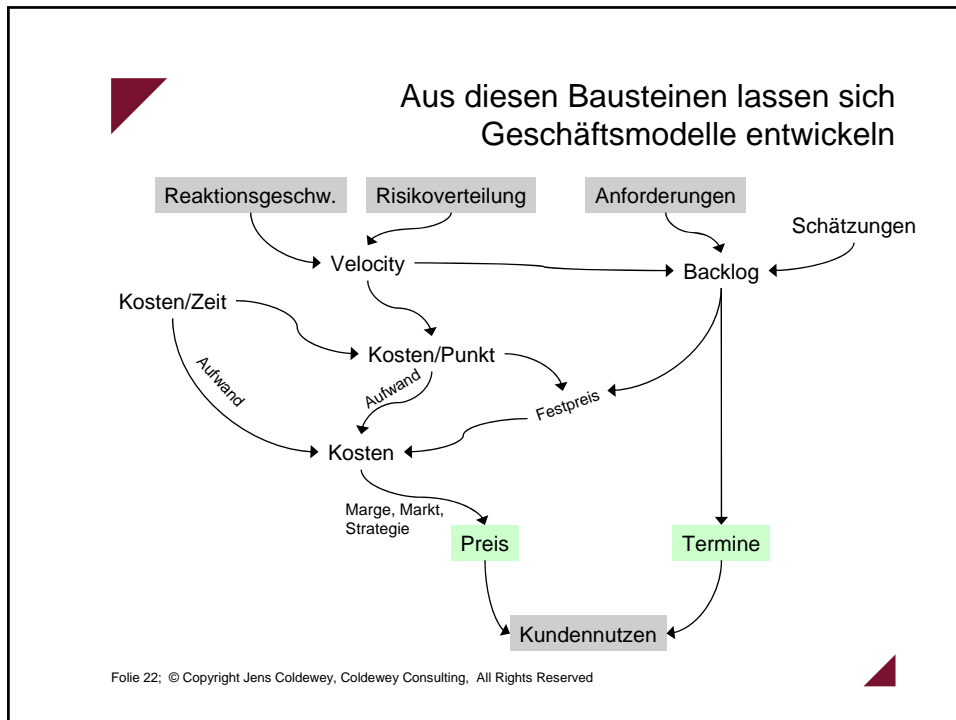 Aus diesen Bausteinen lassen sich
Geschäftsmodelle entwickeln
Reaktionsgeschw.
Risikoverteilung
Anforderungen
Schätzungen
Velocity
Backlog
Kosten/Zeit
Kosten/Punkt
Aufwand
Aufwand
Festpreis
Kosten
Marge, Markt,
Strategie
Preis
Termine
Kundennutzen
Folie 22; © Copyright Jens Coldewey, Coldewey Consulting, All Rights Reserved